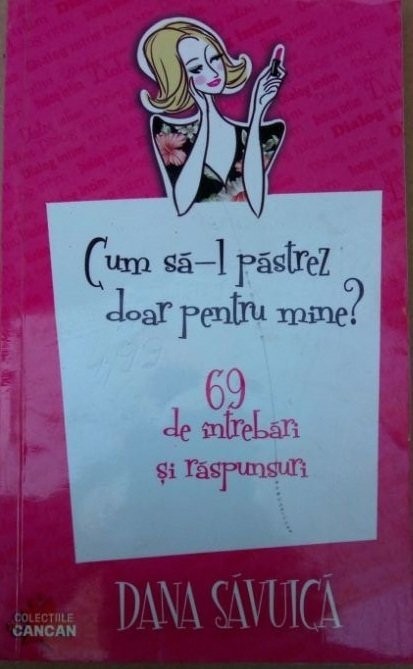 Cum să-l păstrez
doar pentru mine?
69
de întrebări
și răspunsuri
DANA SĂVUICĂ
COLECȚIILE
CANCAN